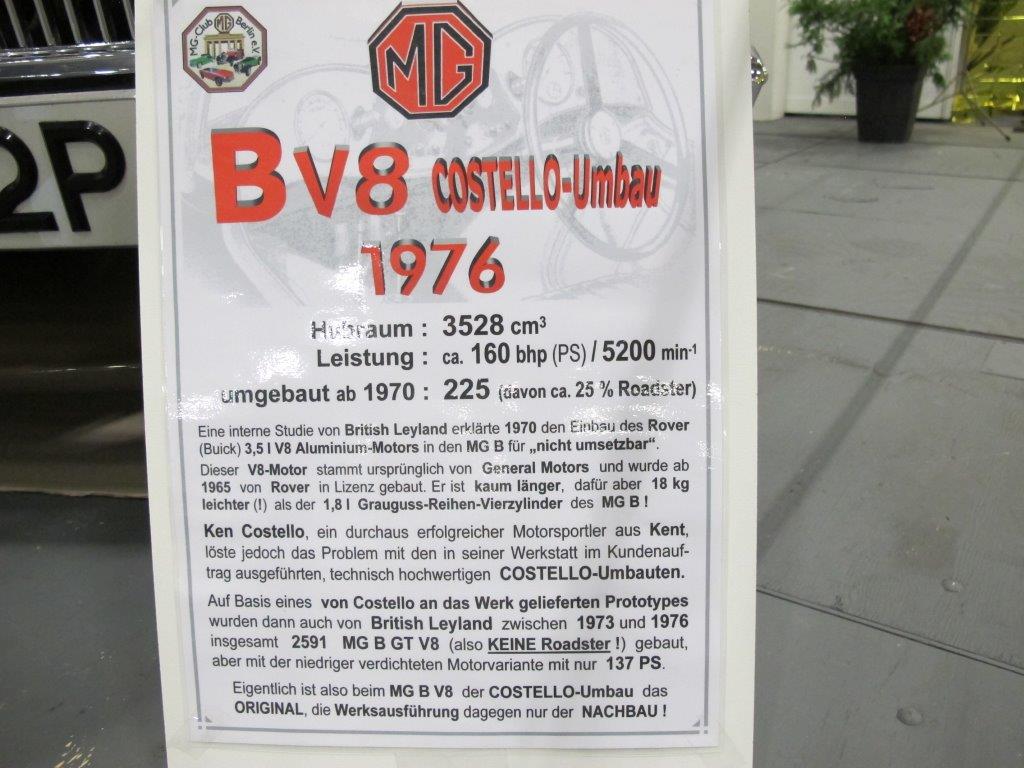 MG-Club MG Berlin e.V.
MG
2P
BV8 COSTELLO-Umbau
1976
Hubraum : 3528 cm³
Leistung : ca. 160 bhp (PS) / 5200 min-1
umgebaut ab 1970 : 225 (davon ca. 25 % Roadster)
Eine interne Studie von British Leyland erklärte 1970 den Einbau des Rover
(Buick) 3,5 l V8 Aluminium-Motors in den MG B für „nicht umsetzbar“.
Dieser V8-Motor stammt ursprünglich von General Motors und wurde ab
1965 von Rover in Lizenz gebaut. Er ist kaum länger, dafür aber 18 kg
leichter (!) als der 1,8 l Grauguss-Reihen-Vierzylinder des MG B !
Ken Costello, ein durchaus erfolgreicher Motorsportler aus Kent,
löste jedoch das Problem mit den in seiner Werkstatt im Kundenauf-
trag ausgeführten, technisch hochwertigen COSTELLO-Umbauten.
Auf Basis eines von Costello an das Werk gelieferten Prototypes
wurden dann auch von British Leyland zwischen 1973 und 1976
insgesamt 2591 MG B GT V8 (also KEINE Roadster !) gebaut,
aber mit der niedriger verdichteten Motorvariante mit nur 137 PS.
Eigentlich ist also beim MG B V8 der COSTELLO-Umbau das
ORIGINAL, die Werksausführung dagegen nur der NACHBAU !